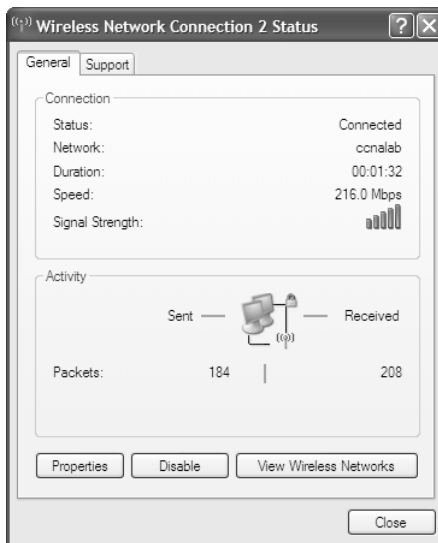 Wireless Network Connection 2 Status
General Support
Connection
Status: Connected
Network: ccnalab
Duration: 00:01:32
Speed: 216.0 Mbps
Signal Strength:
Activity
Sent Received
Packets: 184 208
Properties Disable View Wireless Networks
Close